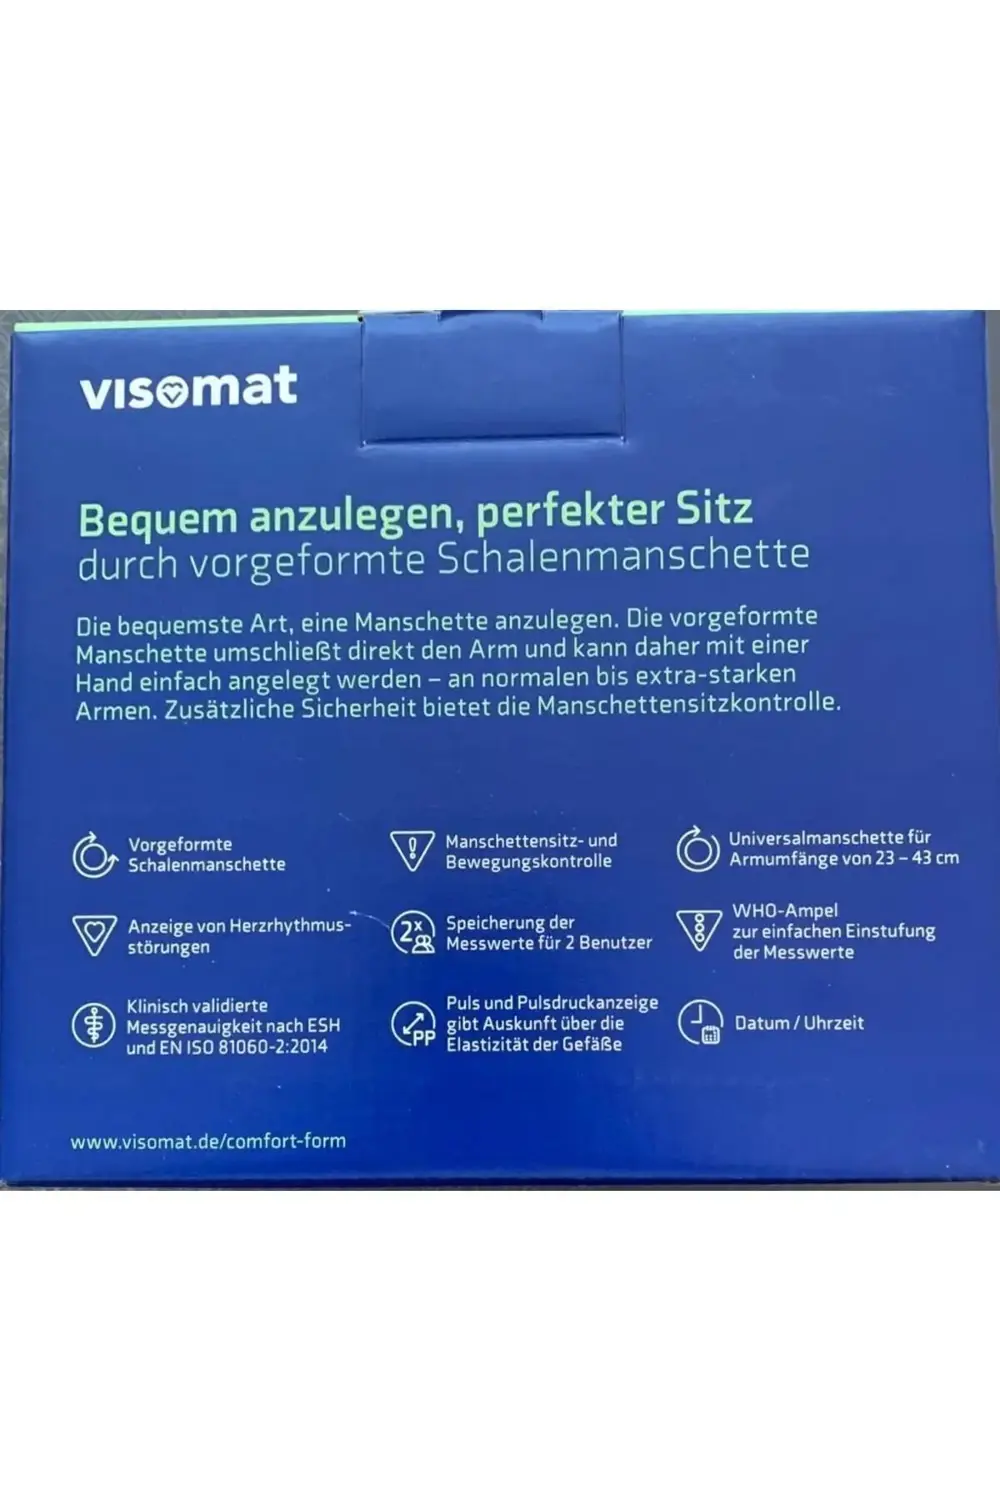 visomat
Bequem anzulegen, perfekter Sitz
durch vorgeformte Schalenmanschette
Die bequemste Art, eine Manschette anzulegen. Die vorgeformte
Manschette umschließt direkt den Arm und kann daher mit einer
Hand einfach angelegt werden – an normalen bis extra-starken
Armen. Zusätzliche Sicherheit bietet die Manschettensitzkontrolle.
Vorgeformte
Schalenmanschette
Manschettensitz- und
Bewegungskontrolle
Universalmanschette für
Armumfänge von 23 – 43 cm
Anzeige von Herzrhythmus-
störungen
2x
Speicherung der
Messwerte für 2 Benutzer
WHO-Ampel
zur einfachen Einstufung
der Messwerte
Klinisch validierte
Messgenauigkeit nach ESH
und EN ISO 81060-2:2014
PP
Puls und Pulsdruckanzeige
gibt Auskunft über die
Elastizität der Gefäße
Datum / Uhrzeit
www.visomat.de/comfort-form